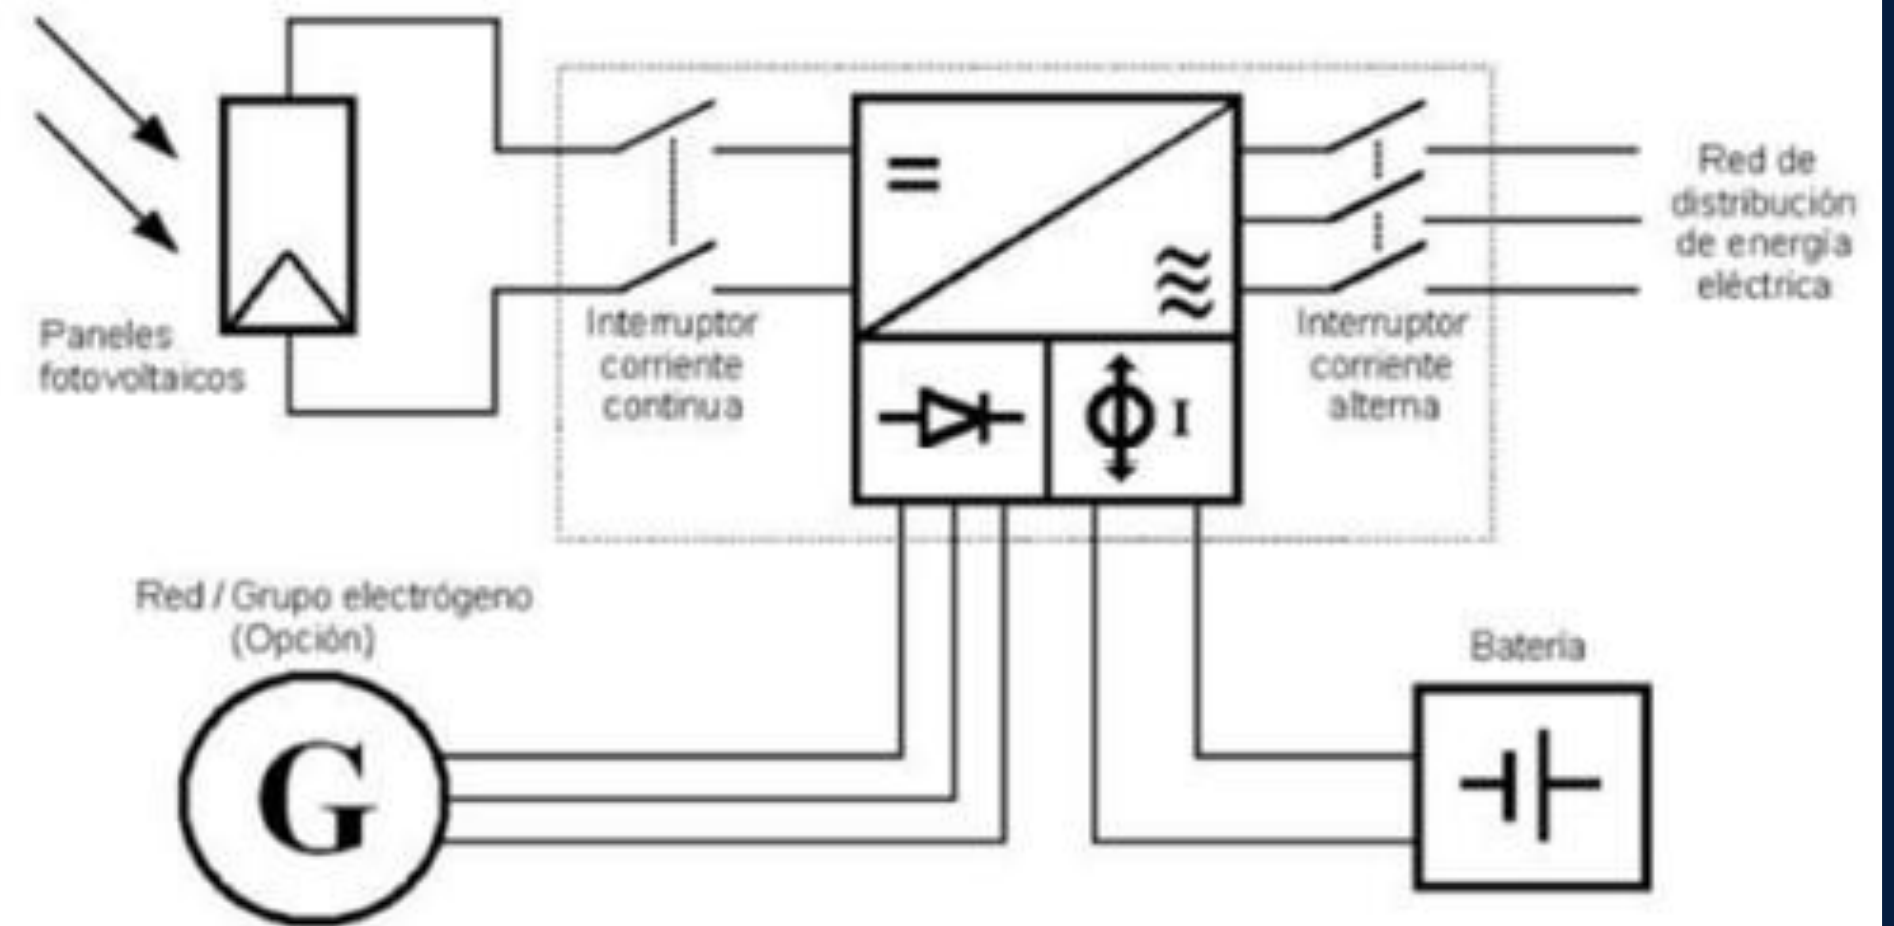 Paneles
fotovoltaicos
Interruptor
corriente
continua
Interruptor
corriente
alterna
Red de
distribución
de energía
eléctrica
I
Red / Grupo electrógeno
(Opción)
G
Batería